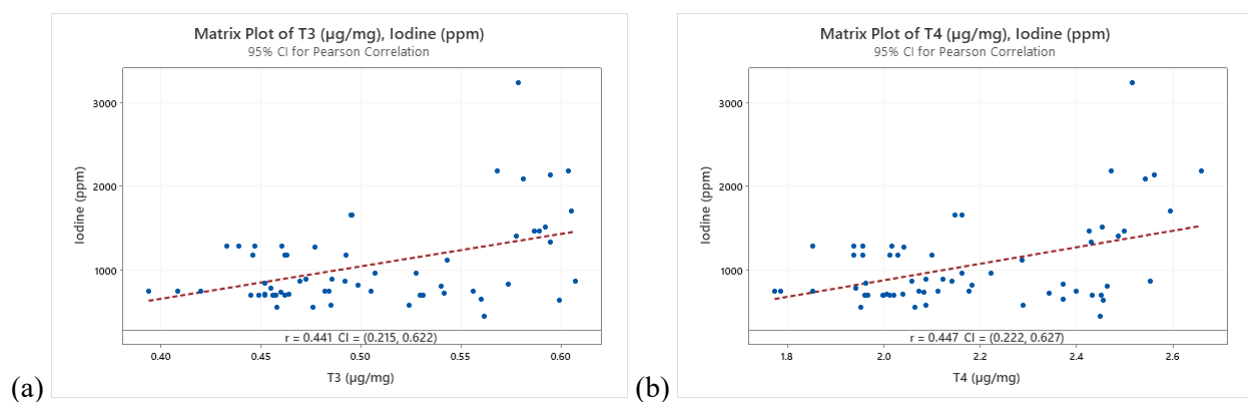 Matrix Plot of T3 (µg/mg), Iodine (ppm)
95% CI for Pearson Correlation
3000
2000
1000
Iodine (ppm)
r = 0.441 CI = (0.215, 0.622)
0.40 0.45 0.50 0.55 0.60
T3 (µg/mg)
(a)
Matrix Plot of T4 (µg/mg), Iodine (ppm)
95% CI for Pearson Correlation
3000
2000
1000
Iodine (ppm)
r = 0.447 CI = (0.222, 0.627)
1.8 2.0 2.2 2.4 2.6
T4 (µg/mg)
(b)